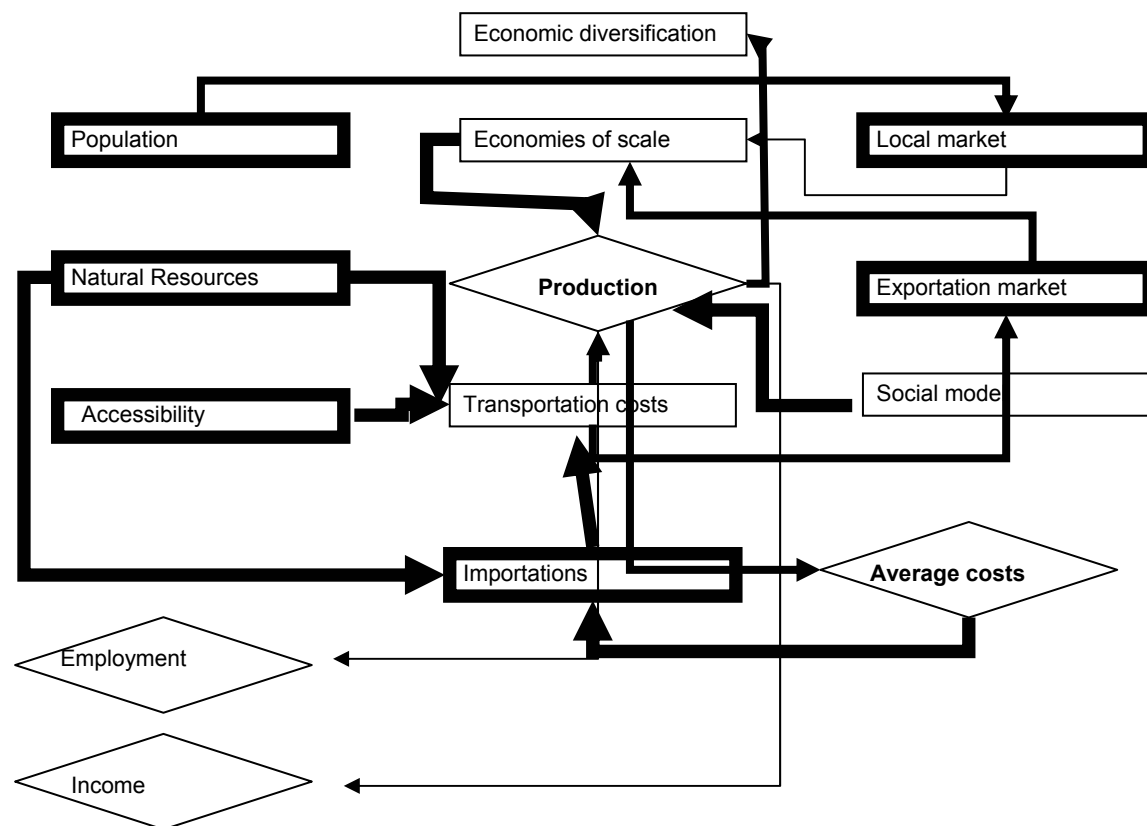 Economic diversification
Population
Economies of scale
Local market
Natural Resources
Production
Exportation market
Accessibility
Transportation costs
Social mode
Importations
Average costs
Employment
Income